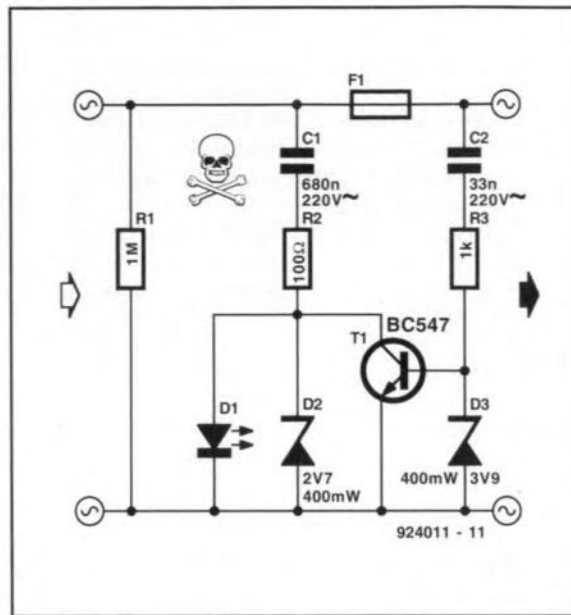 F1
C1
C2
680n
220V~
33n
220V~
R1
R2
R3
1M
100Ω
1k
T1
BC547
D1
D2
D3
2V7
400mW
400mW
3V9
924011 - 11